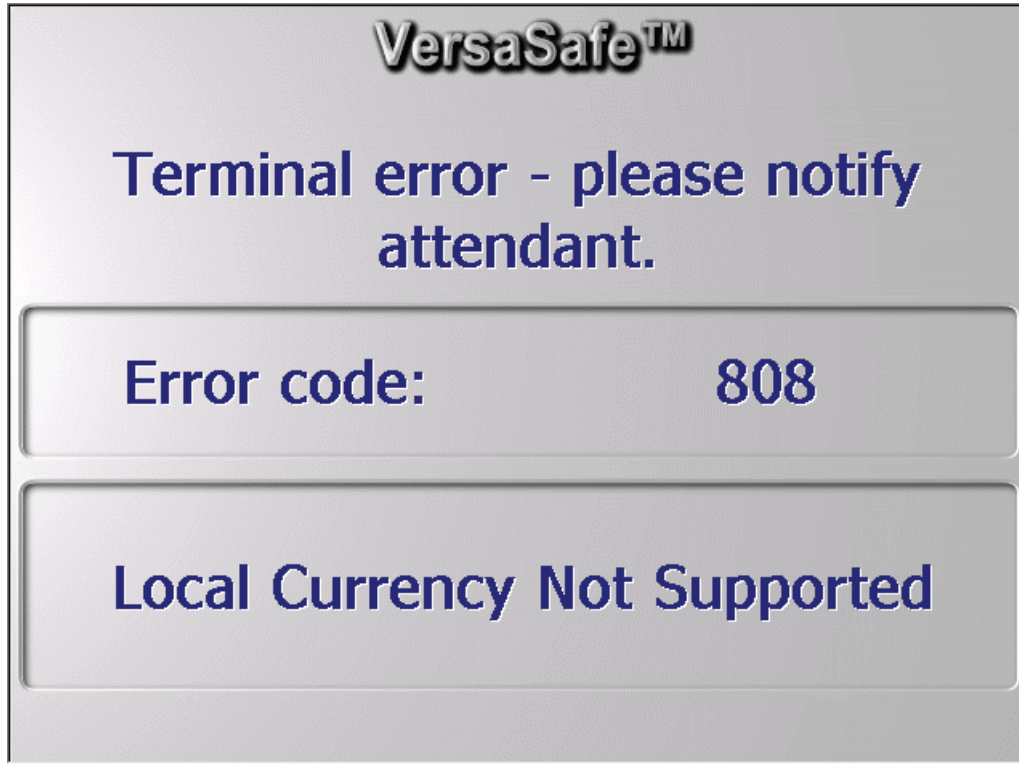 VersaSafe™
Terminal error - please notify
attendant.
Error code: 808
Local Currency Not Supported